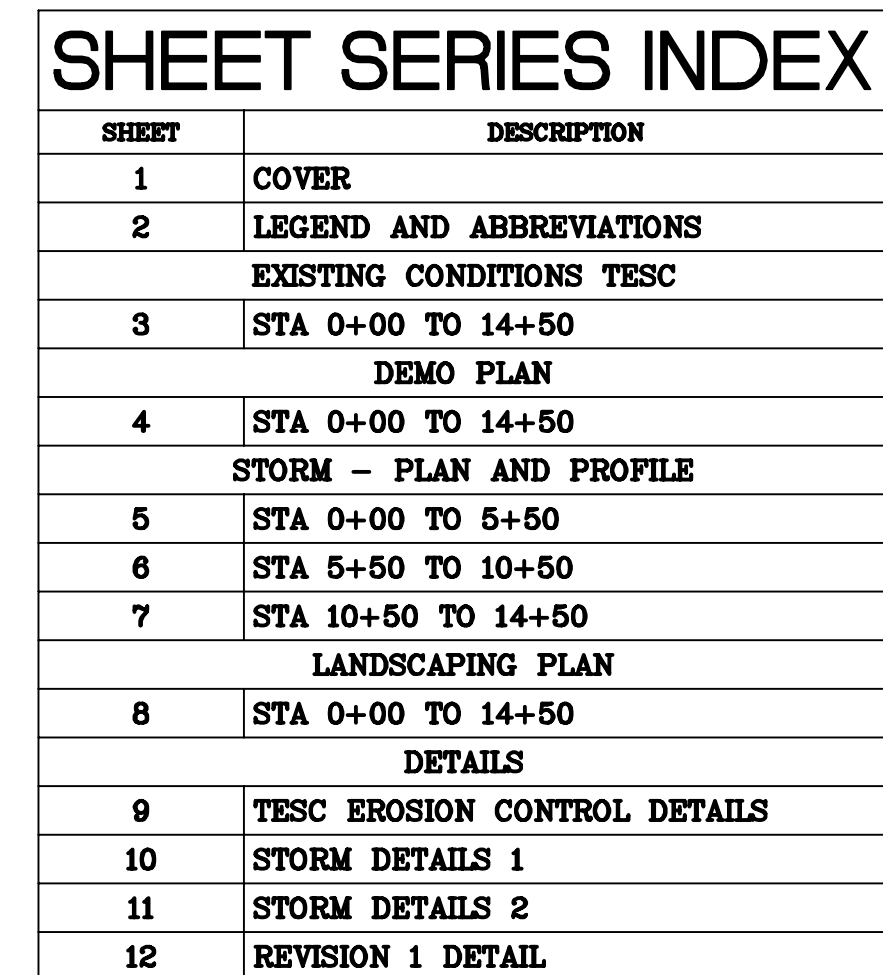 SHEET SERIES INDEX
SHEET DESCRIPTION
1 COVER
2 LEGEND AND ABBREVIATIONS
EXISTING CONDITIONS TESC
3 STA 0+00 TO 14+50
DEMO PLAN
4 STA 0+00 TO 14+50
STORM – PLAN AND PROFILE
5 STA 0+00 TO 5+50
6 STA 5+50 TO 10+50
7 STA 10+50 TO 14+50
LANDSCAPING PLAN
8 STA 0+00 TO 14+50
DETAILS
9 TESC EROSION CONTROL DETAILS
10 STORM DETAILS 1
11 STORM DETAILS 2
12 REVISION 1 DETAIL